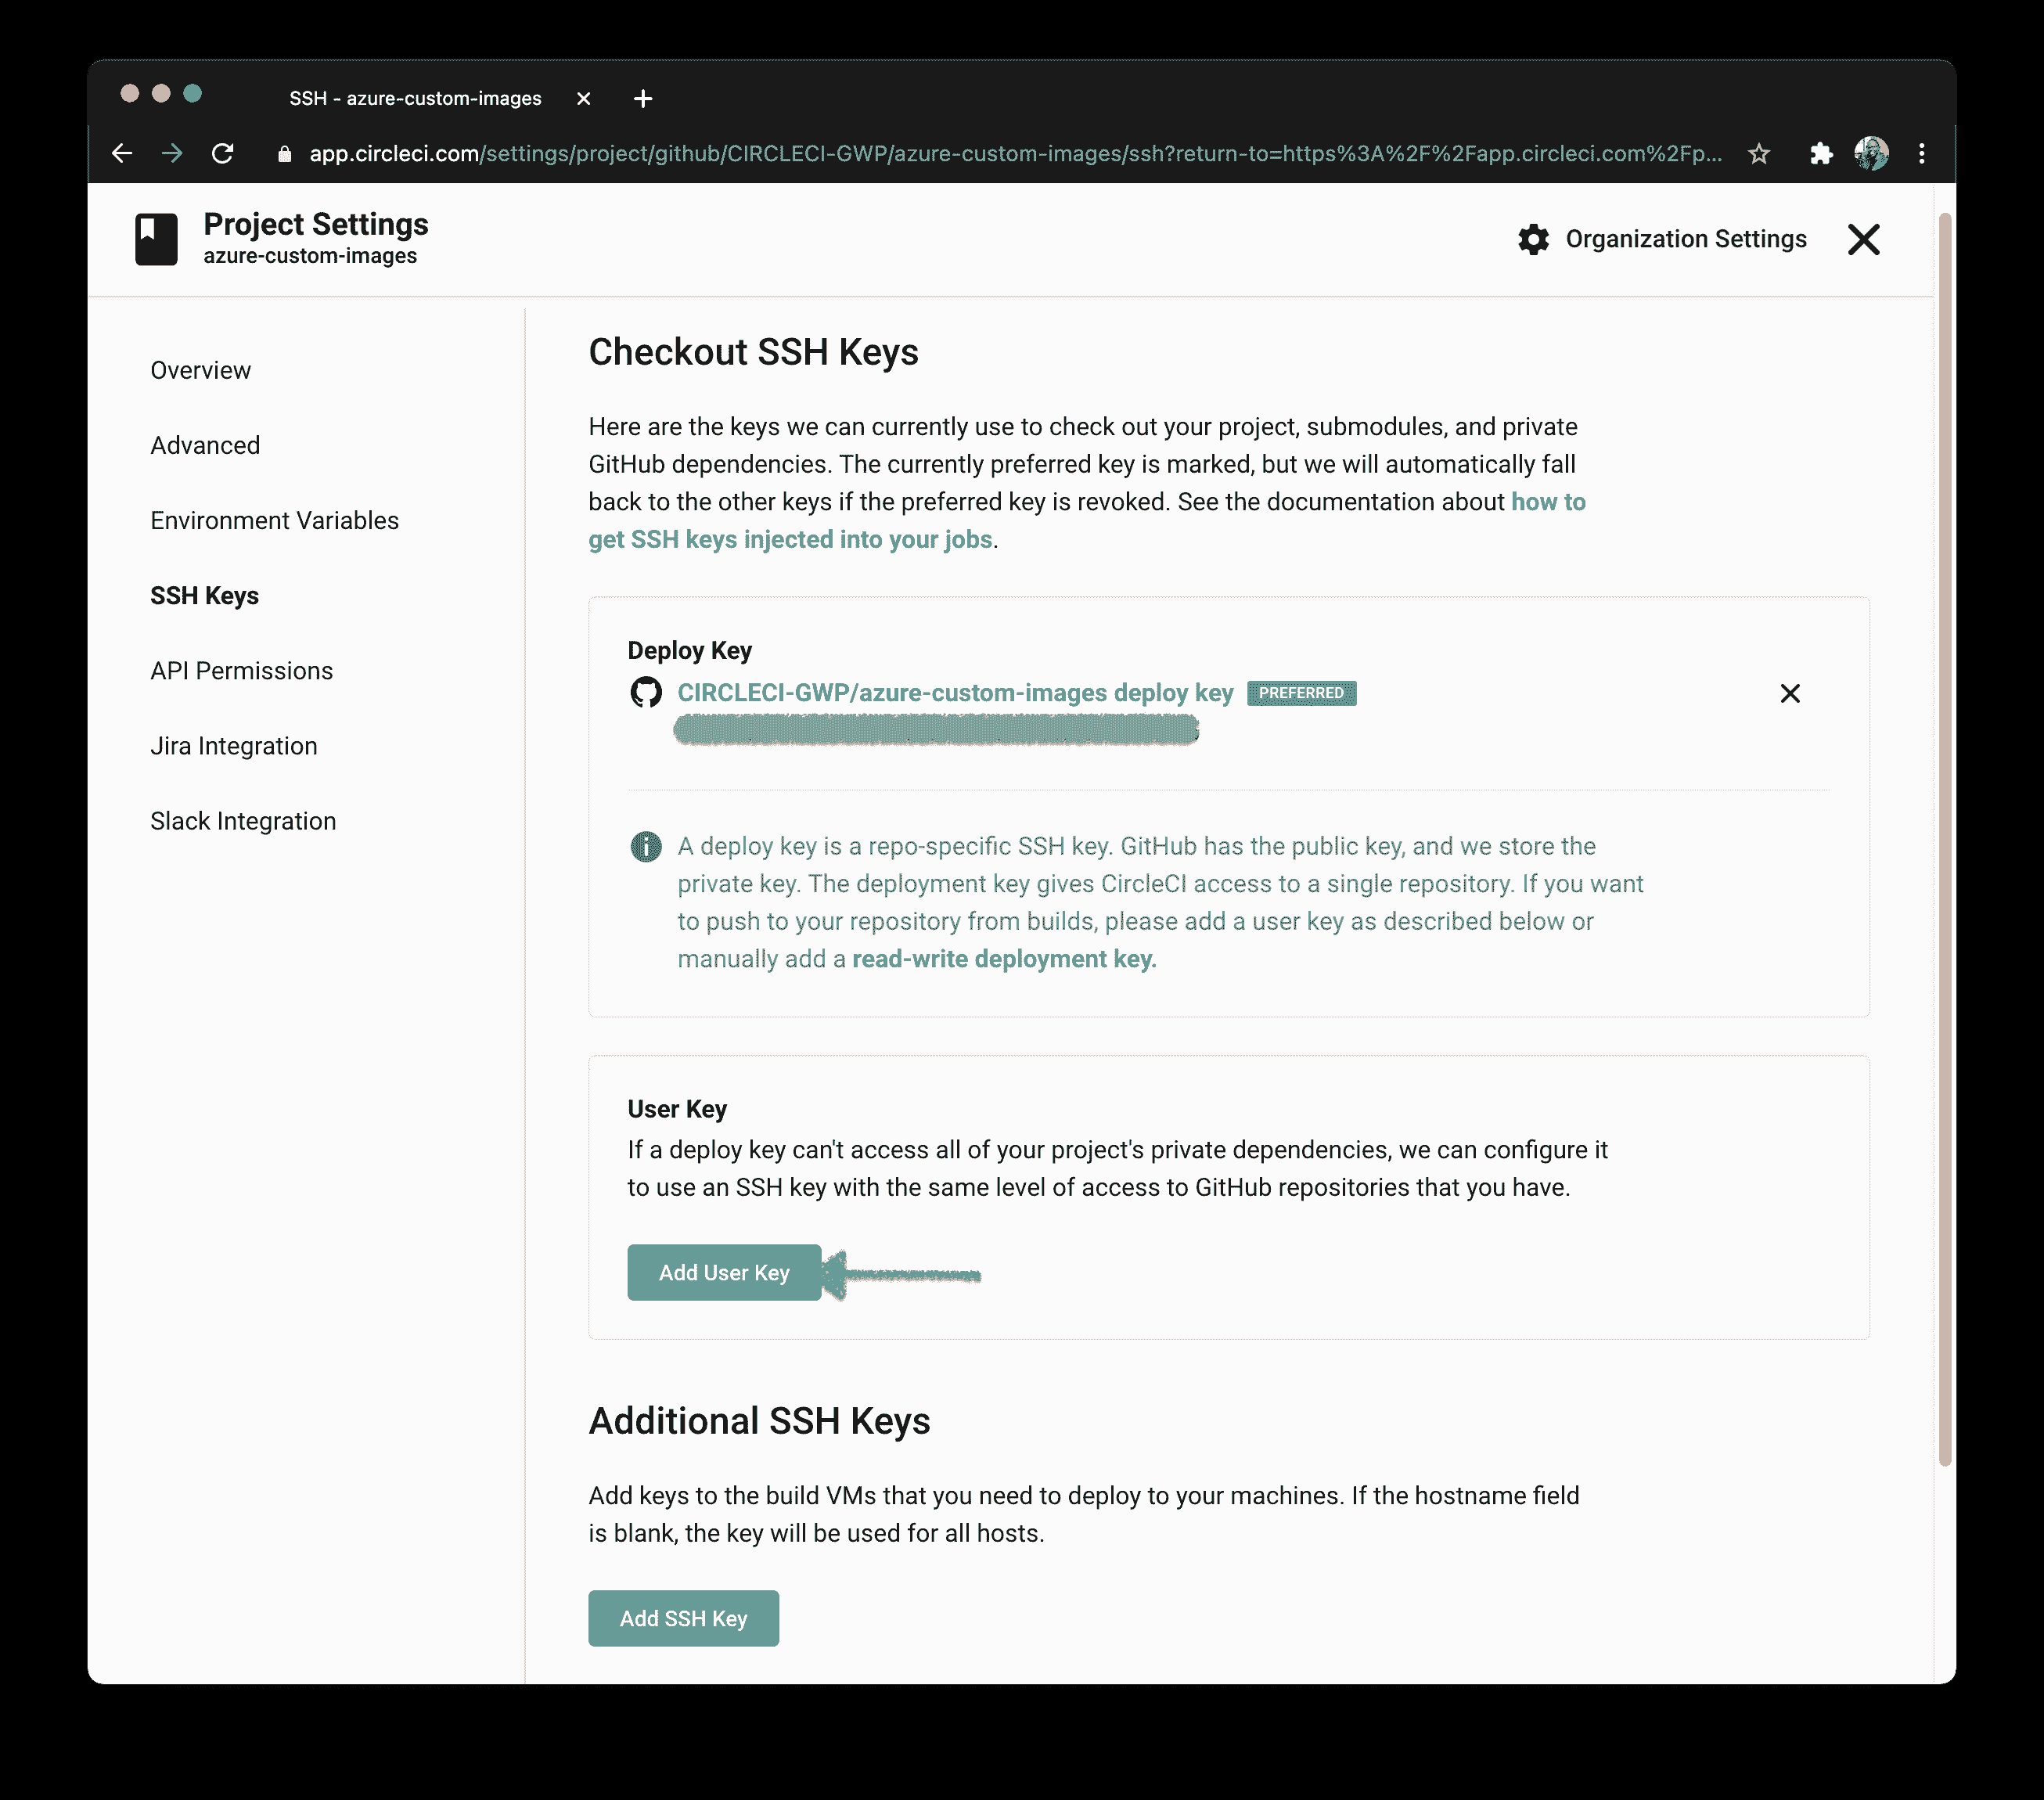 SSH - azure-custom-images
app.circleci.com/settings/project/github/CIRCLECI-GWP/azure-custom-images/ssh?return-to=https%3A%2F%2Fapp.circleci.com%2Fp...
Project Settings
azure-custom-images
Organization Settings
Overview
Advanced
Environment Variables
SSH Keys
API Permissions
Jira Integration
Slack Integration
Checkout SSH Keys
Here are the keys we can currently use to check out your project, submodules, and private
GitHub dependencies. The currently preferred key is marked, but we will automatically fall
back to the other keys if the preferred key is revoked. See the documentation about how to
get SSH keys injected into your jobs.
Deploy Key
CIRCLECI-GWP/azure-custom-images deploy key PREFERRED
A deploy key is a repo-specific SSH key. GitHub has the public key, and we store the
private key. The deployment key gives CircleCI access to a single repository. If you want
to push to your repository from builds, please add a user key as described below or
manually add a read-write deployment key.
User Key
If a deploy key can't access all of your project's private dependencies, we can configure it
to use an SSH key with the same level of access to GitHub repositories that you have.
Add User Key
Additional SSH Keys
Add keys to the build VMs that you need to deploy to your machines. If the hostname field
is blank, the key will be used for all hosts.
Add SSH Key